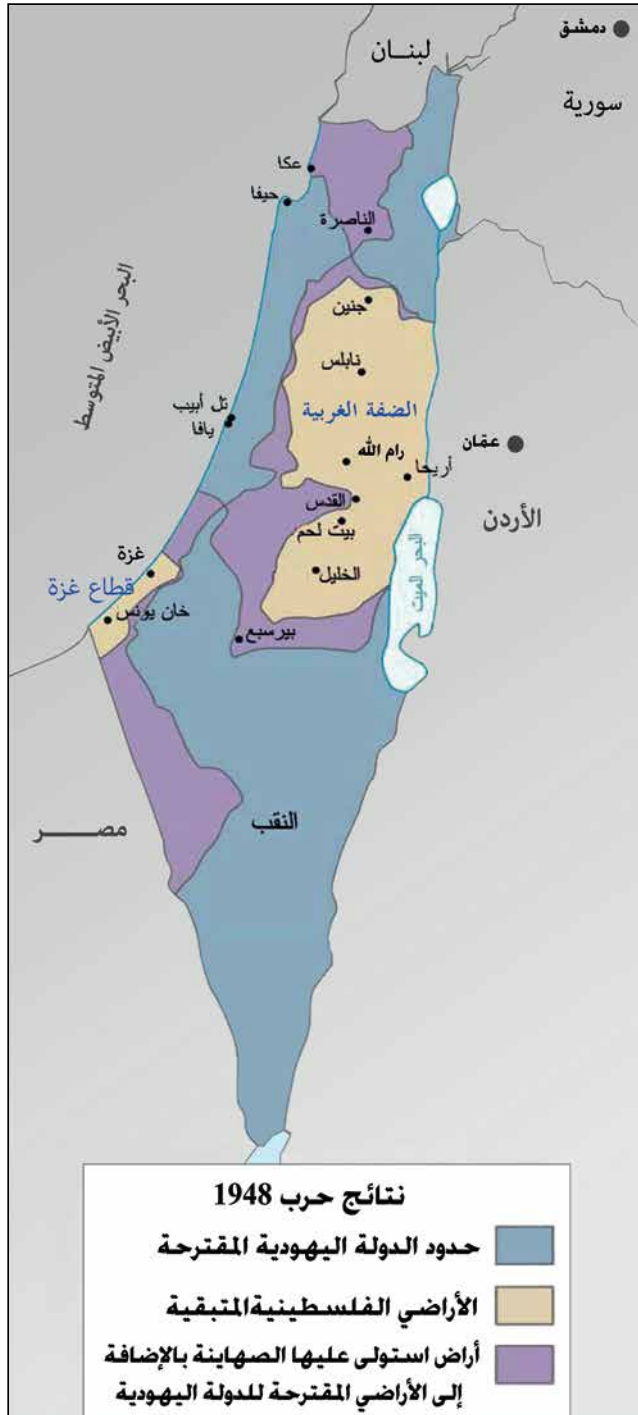 دمشق
لبنــان
سورية
عكا
حيفا
الناصرة
البحر الأبيض المتوسط
جنين
نابلس
تل أبيب
يافا
الضفة الغربية
رام الله
عمّان
أريحا
القدس
الأردن
بيت لحم
البحر الميت
غزة
قطاع غزة
الخليل
خان يونس
بيرسبع
النقب
مصـــــر
نتائج حرب 1948
حدود الدولة اليهودية المقترحة
الأراضي الفلسطينية المتبقية
أراض استولى عليها الصهاينة بالإضافة
إلى الأراضي المقترحة للدولة اليهودية